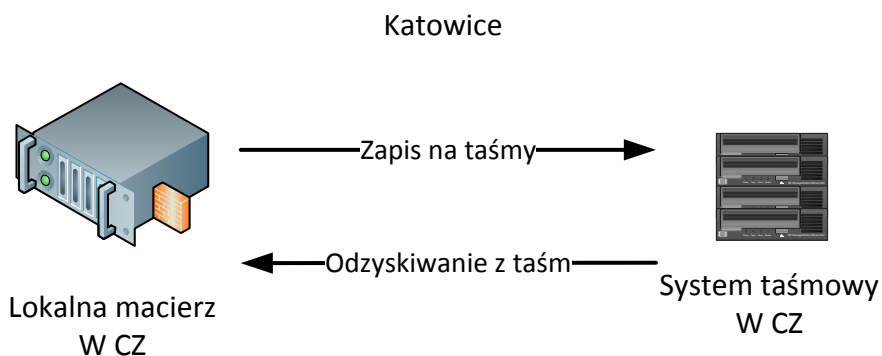 Katowice
Zapis na taśmy
Odzyskiwanie z taśm
Lokalna macierz
W CZ
System taśmowy
W CZ